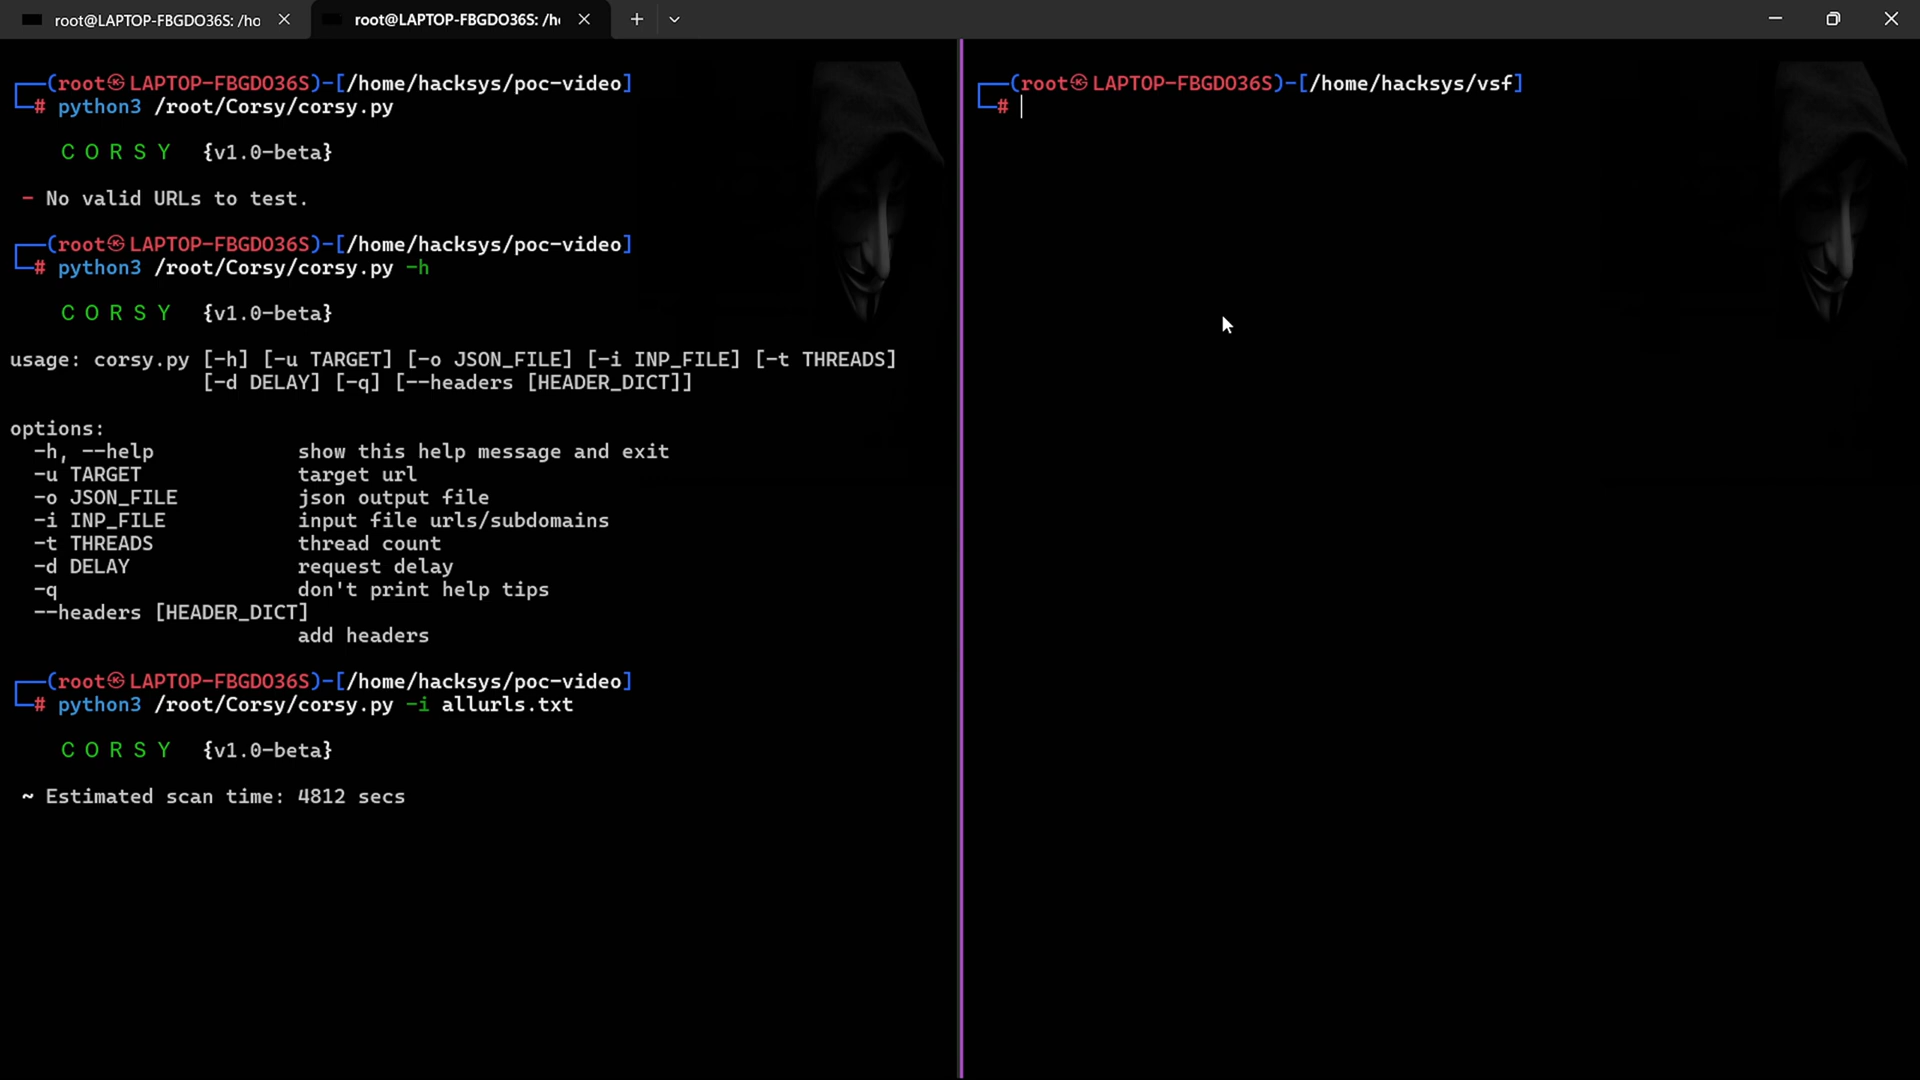 root@LAPTOP-FBGDO36S: /ho
root@LAPTOP-FBGDO36S: /h
(root㉿LAPTOP-FBGDO36S)-[/home/hacksys/poc-video]
# python3 /root/Corsy/corsy.py
C O R S Y {v1.0-beta}
- No valid URLs to test.
(root㉿LAPTOP-FBGDO36S)-[/home/hacksys/poc-video]
# python3 /root/Corsy/corsy.py -h
C O R S Y {v1.0-beta}
usage: corsy.py [-h] [-u TARGET] [-o JSON_FILE] [-i INP_FILE] [-t THREADS]
[-d DELAY] [-q] [--headers [HEADER_DICT]]
options:
-h, --help show this help message and exit
-u TARGET target url
-o JSON_FILE json output file
-i INP_FILE input file urls/subdomains
-t THREADS thread count
-d DELAY request delay
-q don't print help tips
--headers [HEADER_DICT]
add headers
(root㉿LAPTOP-FBGDO36S)-[/home/hacksys/poc-video]
# python3 /root/Corsy/corsy.py -i allurls.txt
C O R S Y {v1.0-beta}
~ Estimated scan time: 4812 secs
(root㉿LAPTOP-FBGDO36S)-[/home/hacksys/vsf]
#